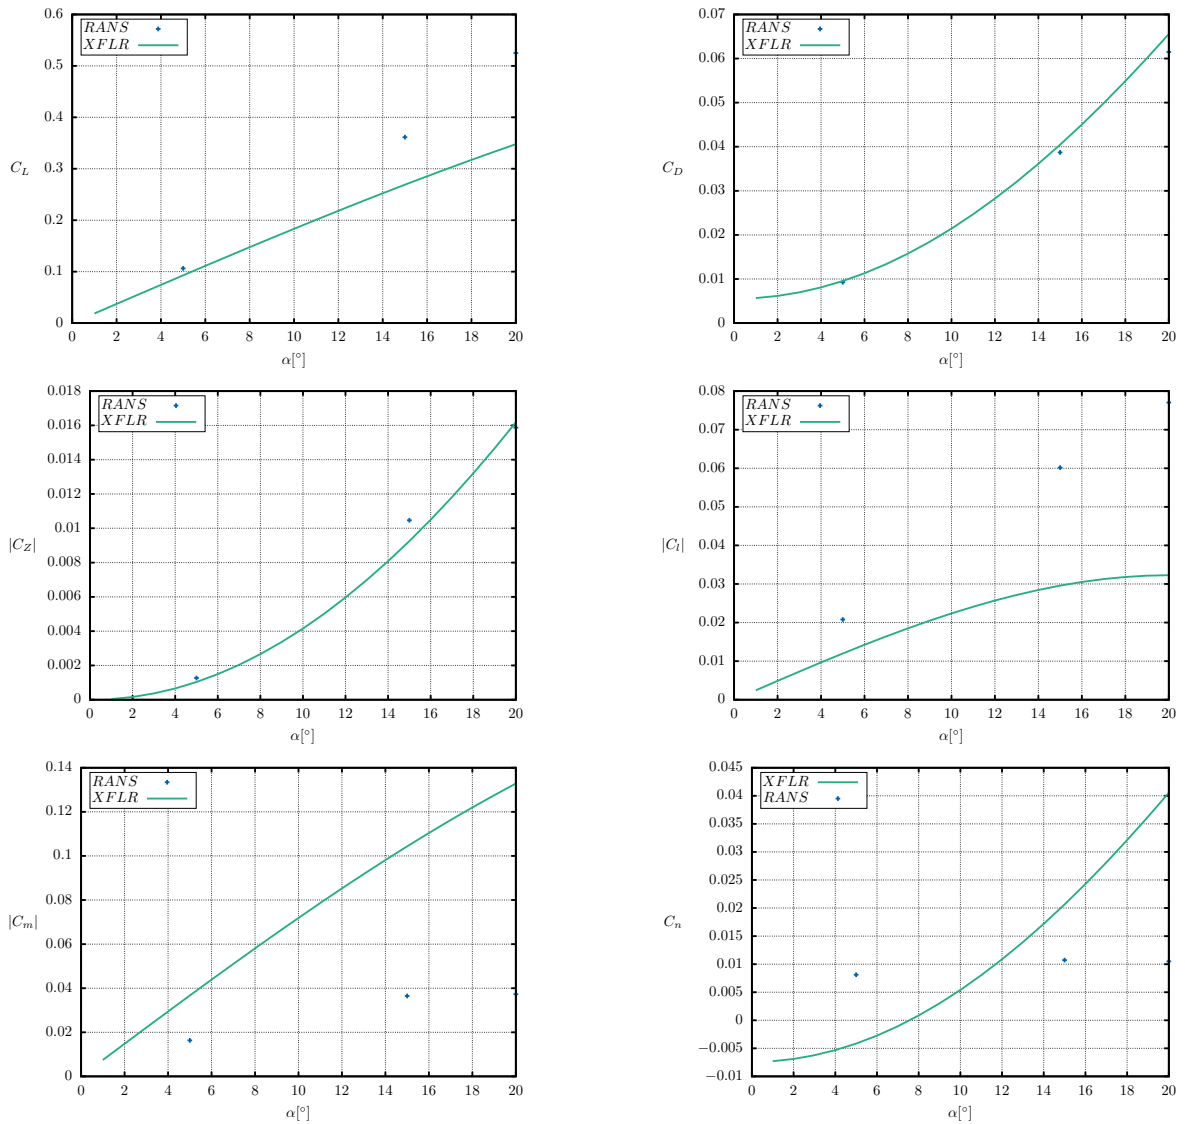 0.6
0.5
0.4
0.3
0.2
0.1
0
C_L
RANS
XFLR
0 2 4 6 8 10 12 14 16 18 20
α[°]
0.07
0.06
0.05
0.04
0.03
0.02
0.01
0
C_D
RANS
XFLR
0 2 4 6 8 10 12 14 16 18 20
α[°]
0.018
0.016
0.014
0.012
0.01
0.008
0.006
0.004
0.002
0
|C_Z|
RANS
XFLR
0 2 4 6 8 10 12 14 16 18 20
α[°]
0.08
0.07
0.06
0.05
0.04
0.03
0.02
0.01
0
|C_l|
RANS
XFLR
0 2 4 6 8 10 12 14 16 18 20
α[°]
0.14
0.12
0.1
0.08
0.06
0.04
0.02
0
|C_m|
RANS
XFLR
0 2 4 6 8 10 12 14 16 18 20
α[°]
0.045
0.04
0.035
0.03
0.025
0.02
0.015
0.01
0.005
0
−0.005
−0.01
C_n
XFLR
RANS
0 2 4 6 8 10 12 14 16 18 20
α[°]